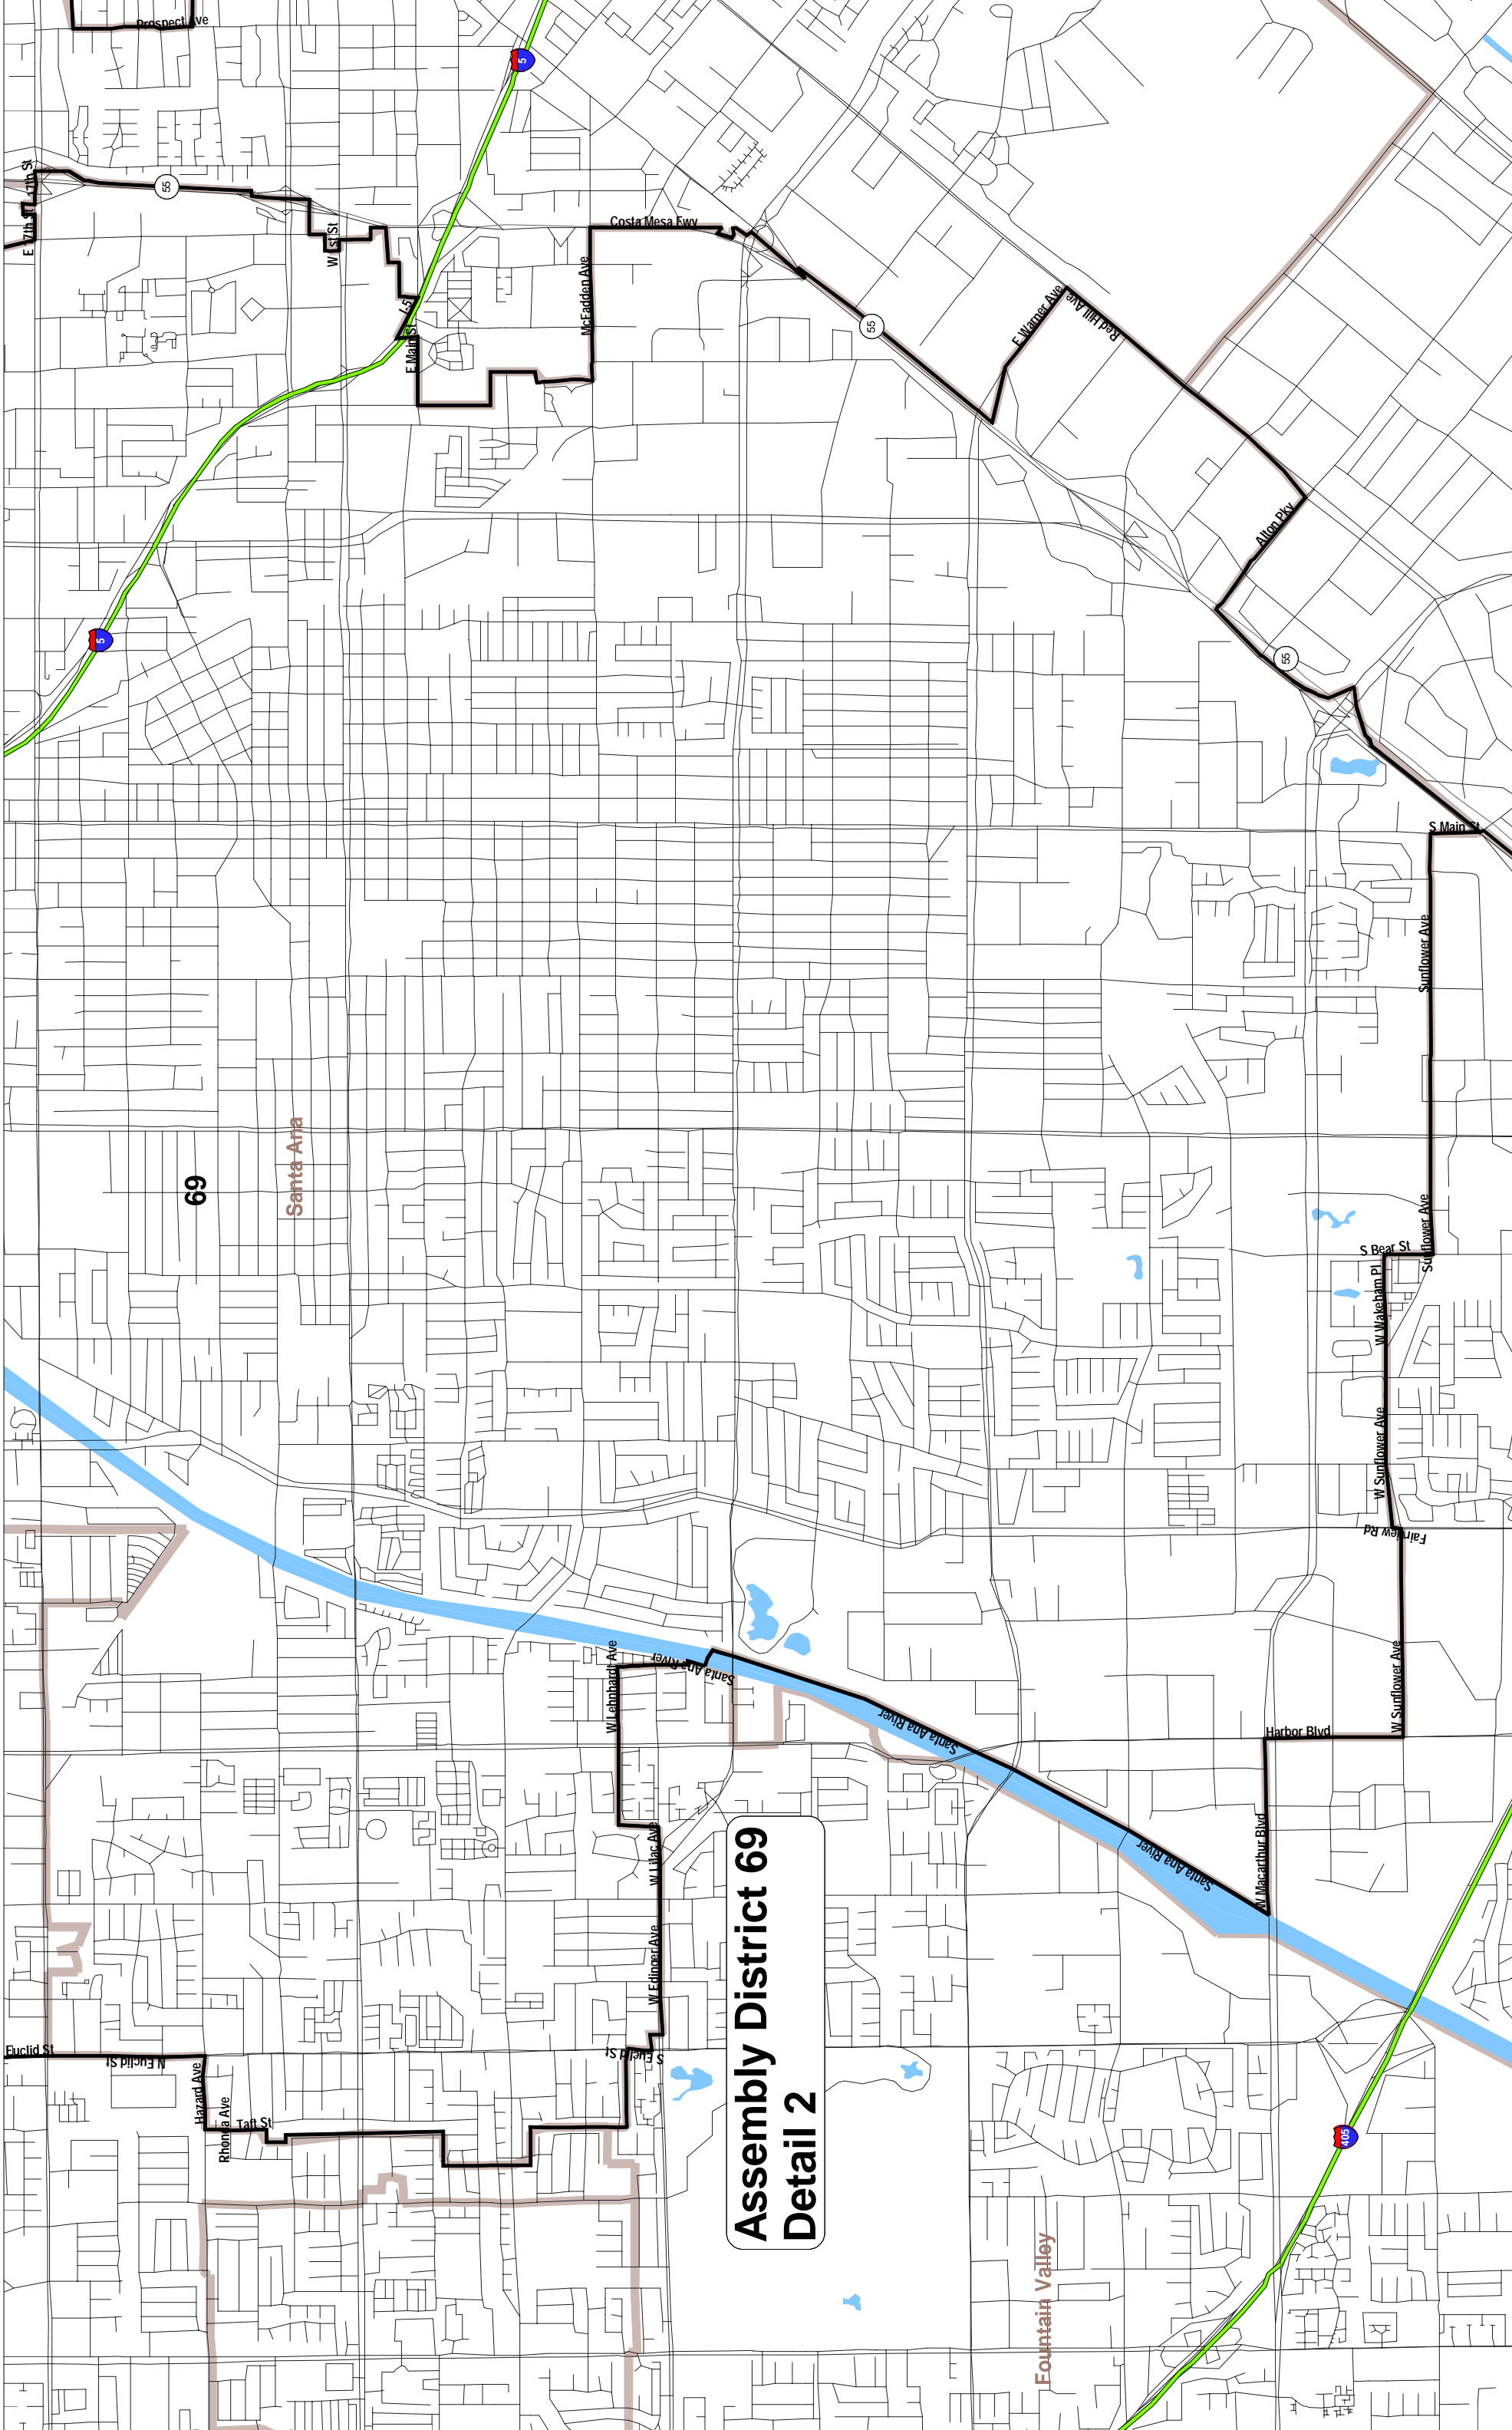 Prospect Ave
E 17th St
17th St
55
5
W 1st St
Costa Mesa Fwy
McFadden Ave
E Main St
55
E Warner Ave
Red Hill Ave
Alton Pky
5
55
S Main St
Sunflower Ave
69
Santa Ana
Sunflower Ave
S Bear St
W Wakeham Pl
W Sunflower Ave
Fairview Rd
W Sunflower Ave
Harbor Blvd
W Macarthur Blvd
Santa Ana River
Santa Ana River
Santa Ana River
W Lehnhardt Ave
W Lilac Ave
W Edinger Ave
S Euclid St
Euclid St
N Euclid St
Hazard Ave
Rhonda Ave
Taft St
Assembly District 69
Detail 2
405
Fountain Valley